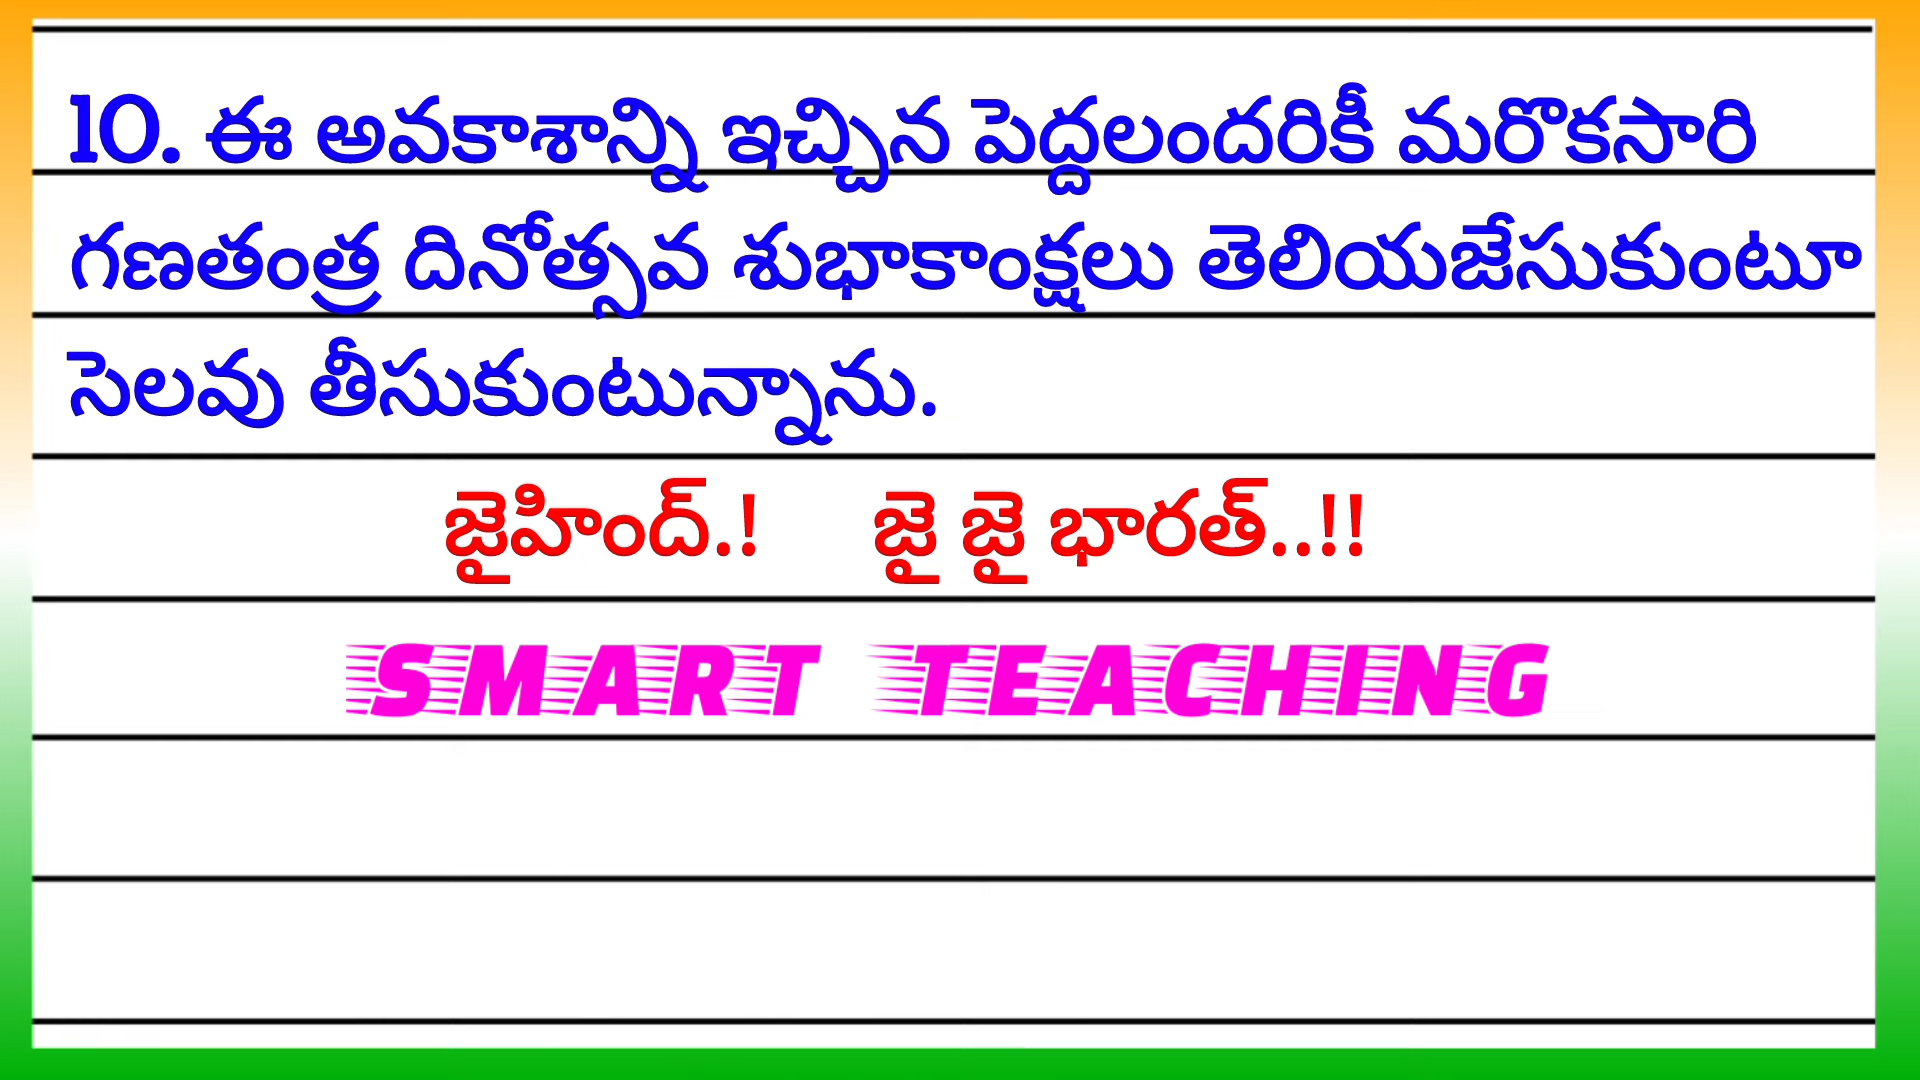 10. ఈ అవకాశాన్ని ఇచ్చిన పెద్దలందరికీ మరొకసారి
గణతంత్ర దినోత్సవ శుభాకాంక్షలు తెలియజేసుకుంటూ
సెలవు తీసుకుంటున్నాను.
జైహింద్.! జై జై భారత్..!!
SMART TEACHING